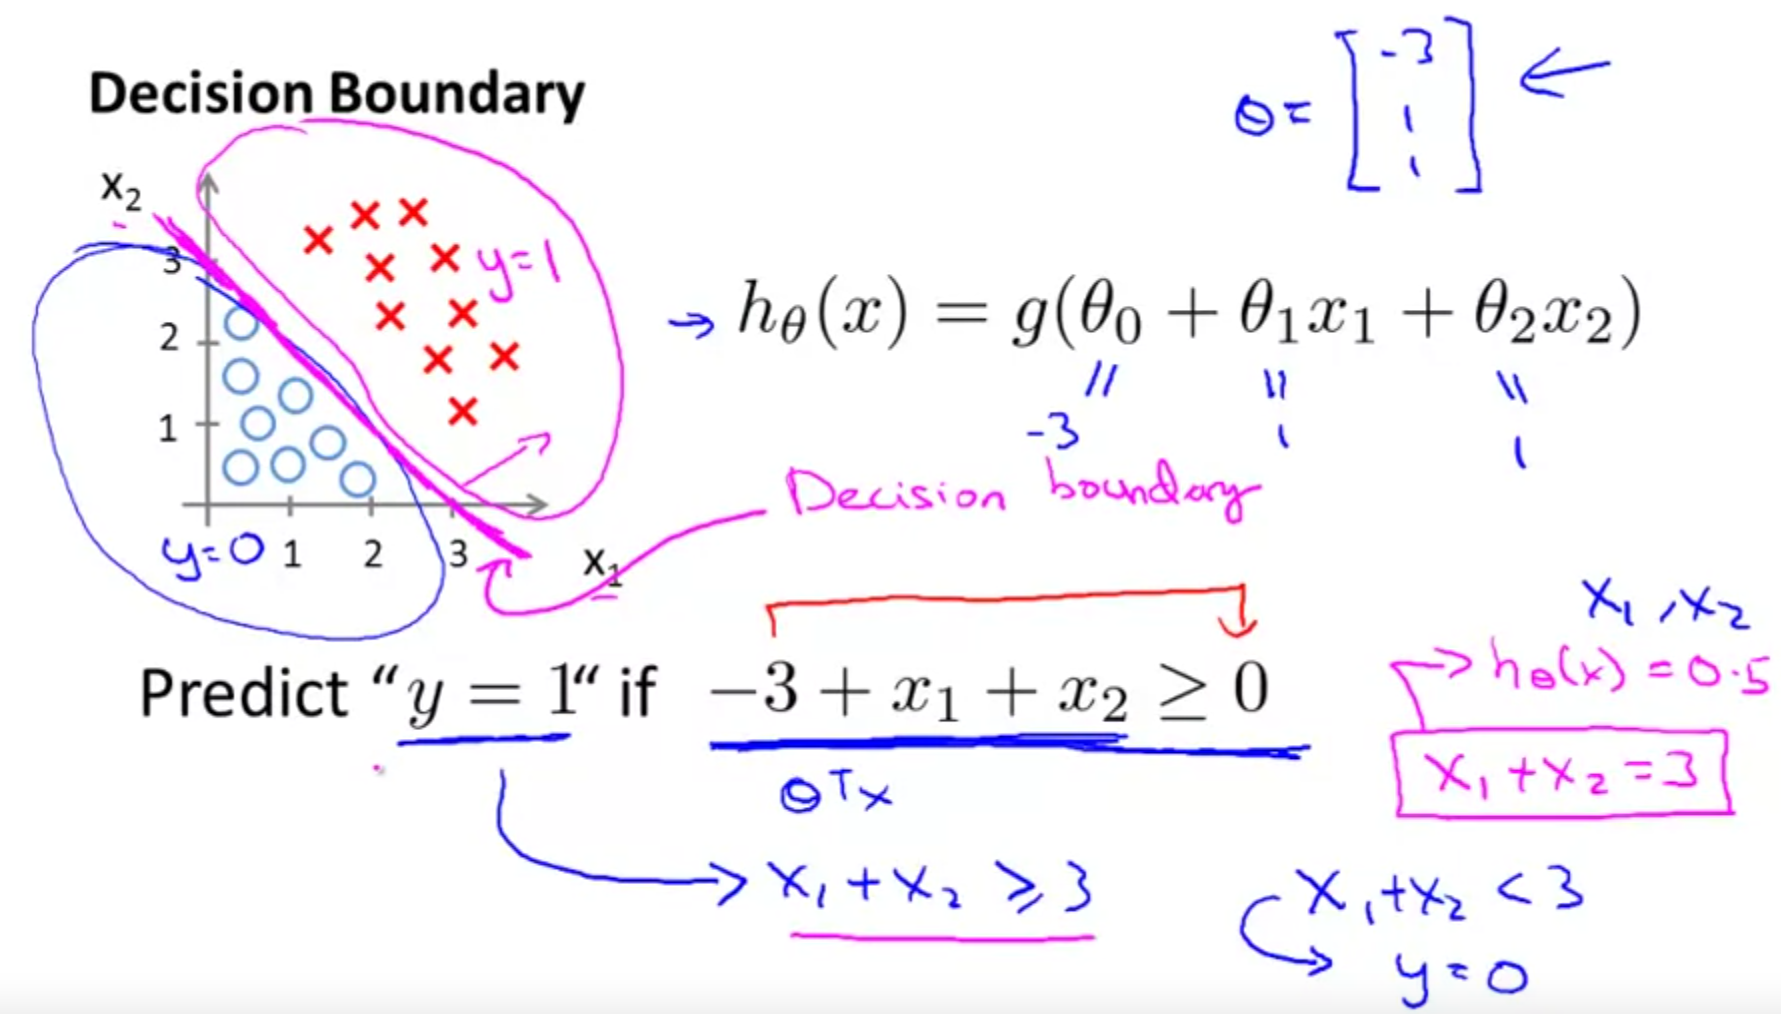 Decision Boundary
θ = [-3 1 1]
x₂
3
2
1
y=1
y=0
1 2 3
x₁
hθ(x) = g(θ₀ + θ₁x₁ + θ₂x₂)
-3 1 1
Decision boundary
Predict “y = 1“ if −3 + x₁ + x₂ ≥ 0
θᵀx
x₁ + x₂ ≥ 3
x₁, x₂
hθ(x) = 0.5
x₁ + x₂ = 3
x₁ + x₂ < 3
y = 0